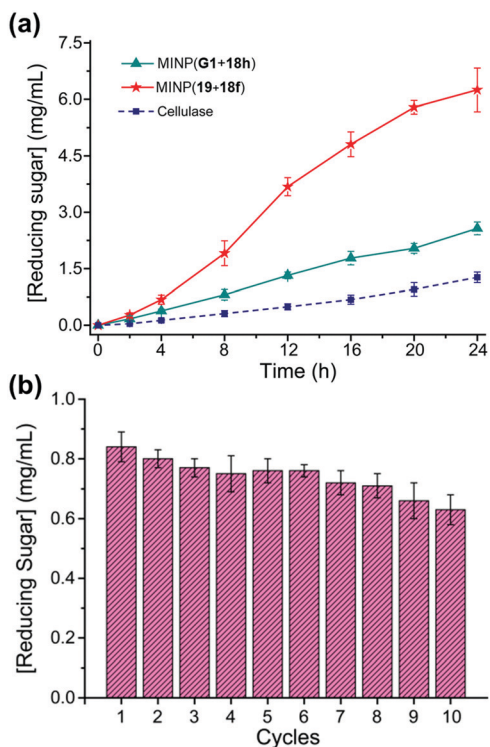 (a)
[Reducing sugar] (mg/mL)
7.5
6.0
4.5
3.0
1.5
0.0
MINP(G1+18h)
MINP(19+18f)
Cellulase
0 4 8 12 16 20 24
Time (h)
(b)
[Reducing Sugar] (mg/mL)
1.0
0.8
0.6
0.4
0.2
0.0
1 2 3 4 5 6 7 8 9 10
Cycles